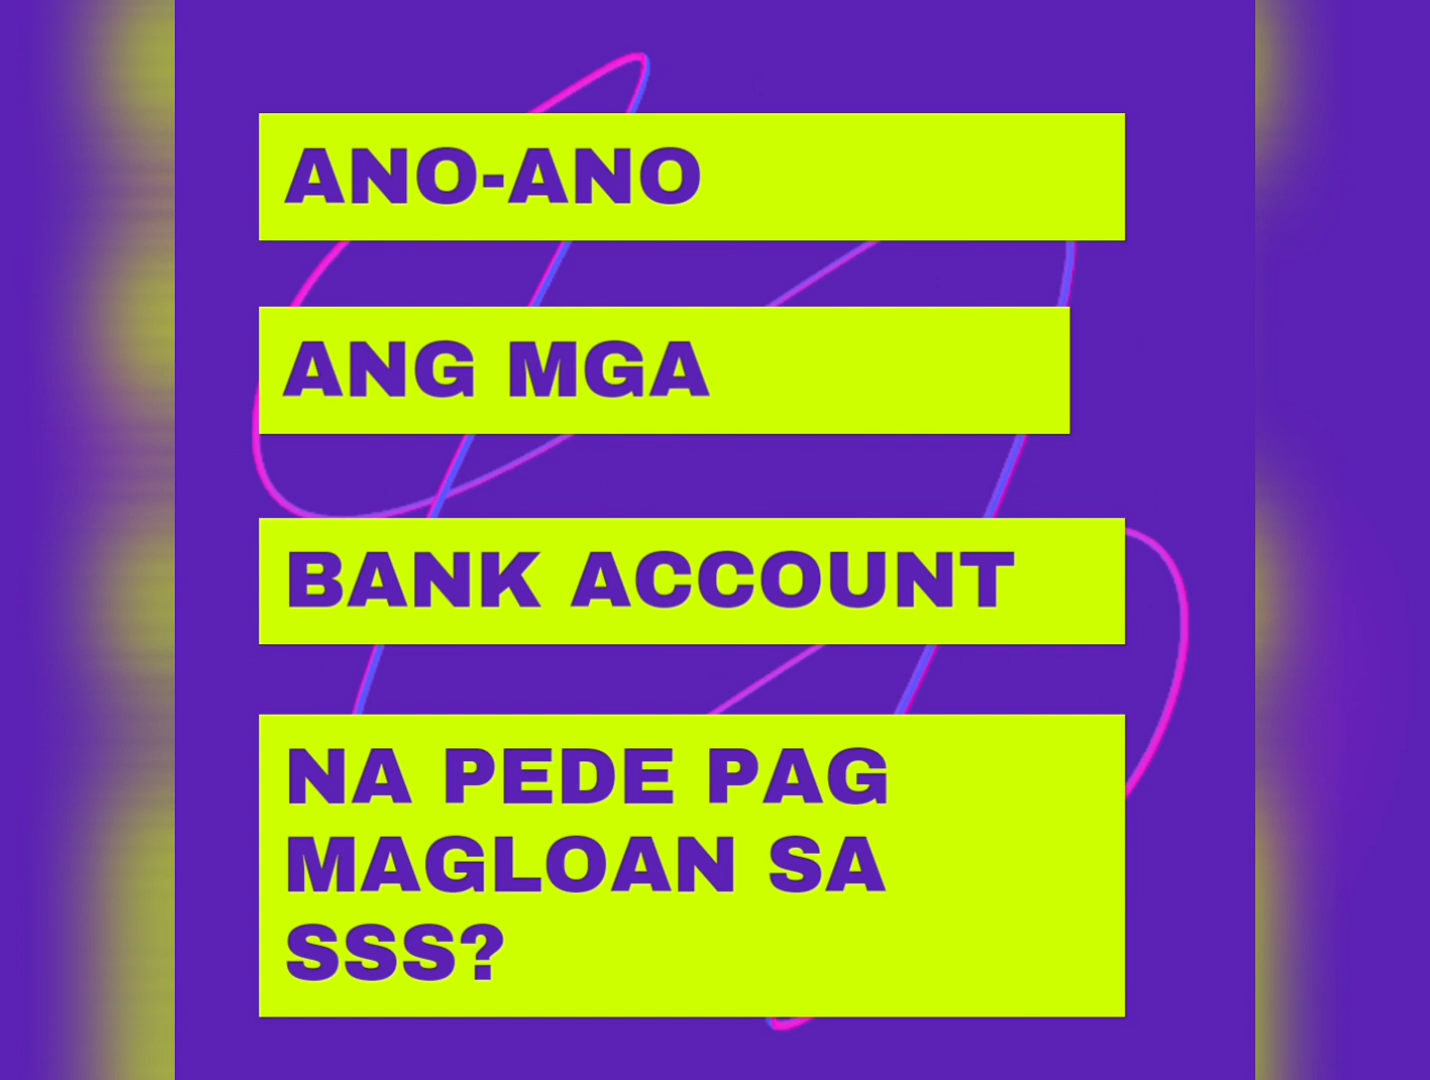 ANO-ANO
ANG MGA
BANK ACCOUNT
NA PEDE PAG
MAGLOAN SA
SSS?